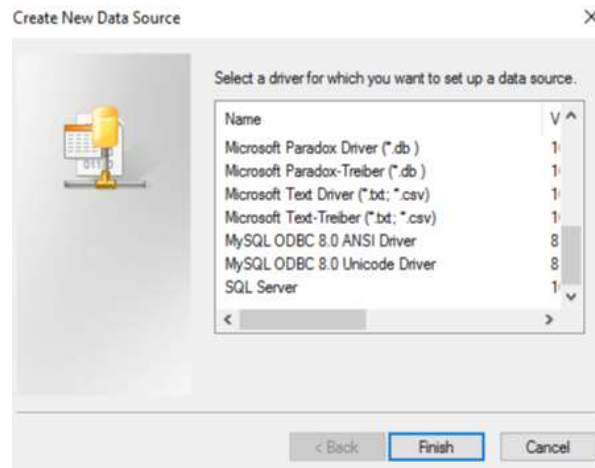 Create New Data Source
Select a driver for which you want to set up a data source.
Name V
Microsoft Paradox Driver (*.db )
Microsoft Paradox-Treiber (*.db )
Microsoft Text Driver (*.txt; *.csv)
Microsoft Text-Treiber (*.txt; *.csv)
MySQL ODBC 8.0 ANSI Driver 8
MySQL ODBC 8.0 Unicode Driver 8
SQL Server
< Back Finish Cancel